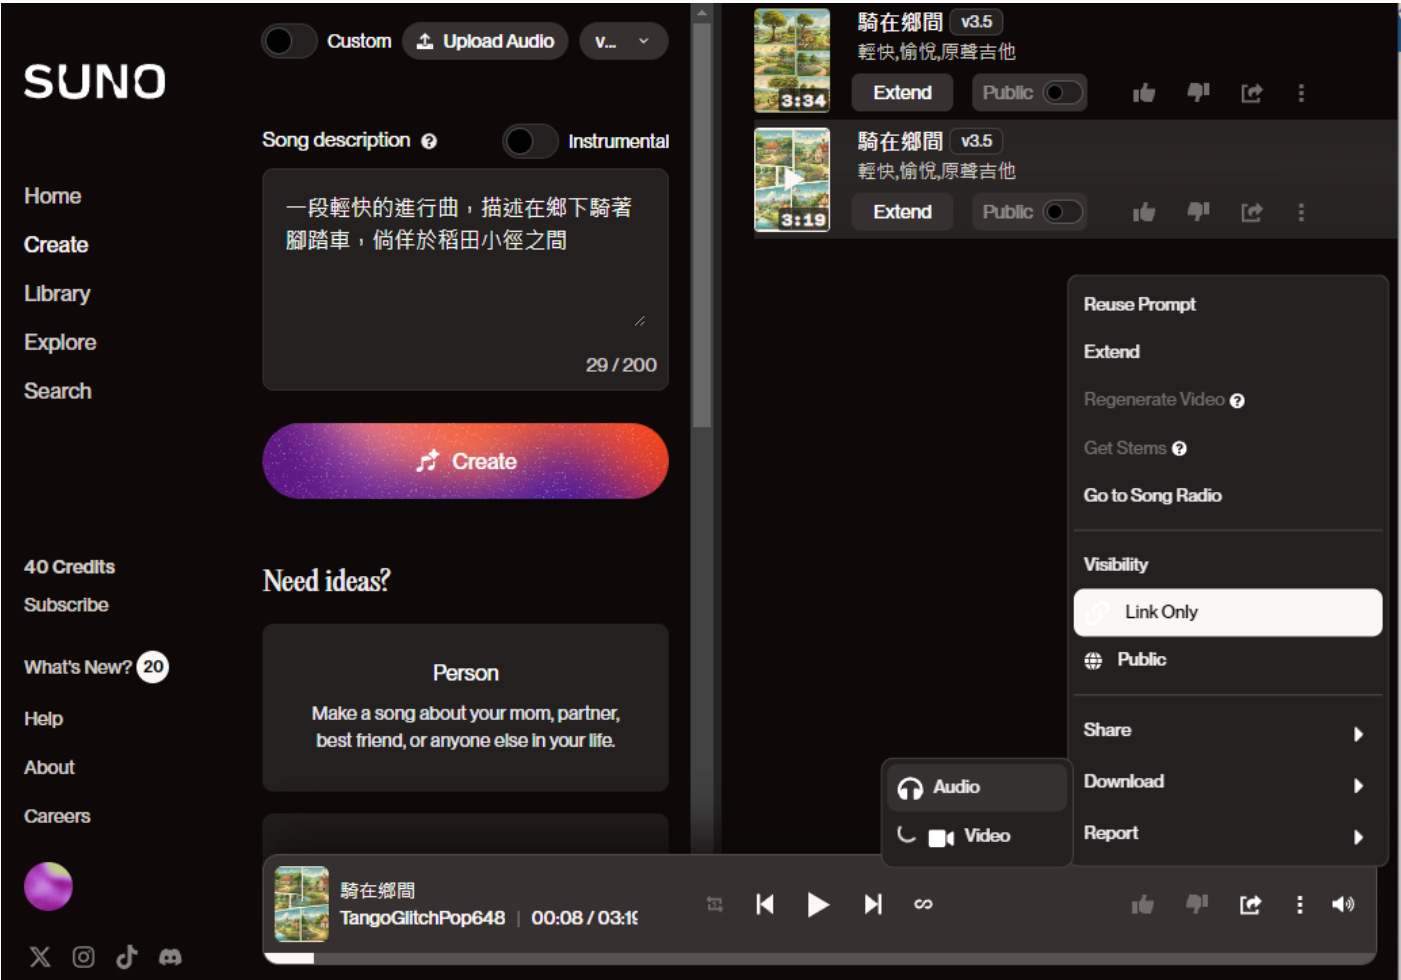 SUNO
Home
Create
Library
Explore
Search
40 Credits
Subscribe
What's New? 20
Help
About
Careers
Custom
Upload Audio
v...
Song description
Instrumental
一段輕快的進行曲，描述在鄉下騎著
腳踏車，倘佯於稻田小徑之間
29 / 200
Create
Need ideas?
Person
Make a song about your mom, partner,
best friend, or anyone else in your life.
騎在鄉間 v3.5
輕快,愉悅,原聲吉他
3:34
Extend
Public
騎在鄉間 v3.5
輕快,愉悅,原聲吉他
3:19
Extend
Public
Reuse Prompt
Extend
Regenerate Video
Get Stems
Go to Song Radio
Visibility
Link Only
Public
Share
Download
Report
Audio
Video
騎在鄉間
TangoGlitchPop648 | 00:08 / 03:19